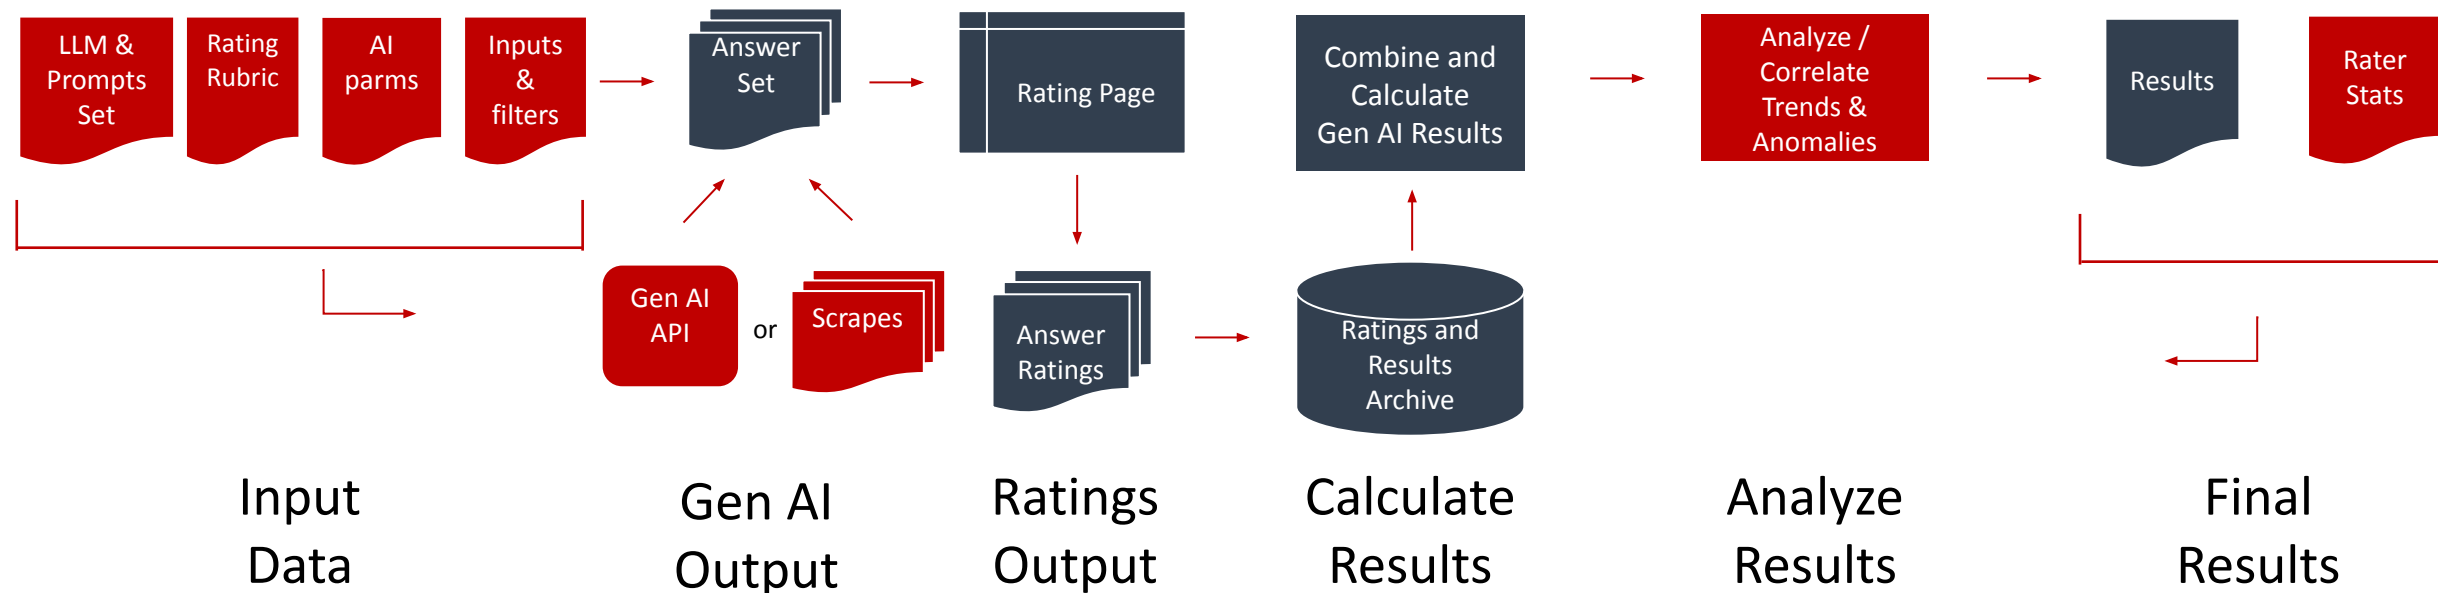 LLM &
Prompts
Set
Rating
Rubric
AI
parms
Inputs
&
filters
Answer
Set
Rating Page
Combine and
Calculate
Gen AI Results
Analyze /
Correlate
Trends &
Anomalies
Results
Rater
Stats
Gen AI
API
or
Scrapes
Answer
Ratings
Ratings and
Results
Archive
Input
Data
Gen AI
Output
Ratings
Output
Calculate
Results
Analyze
Results
Final
Results